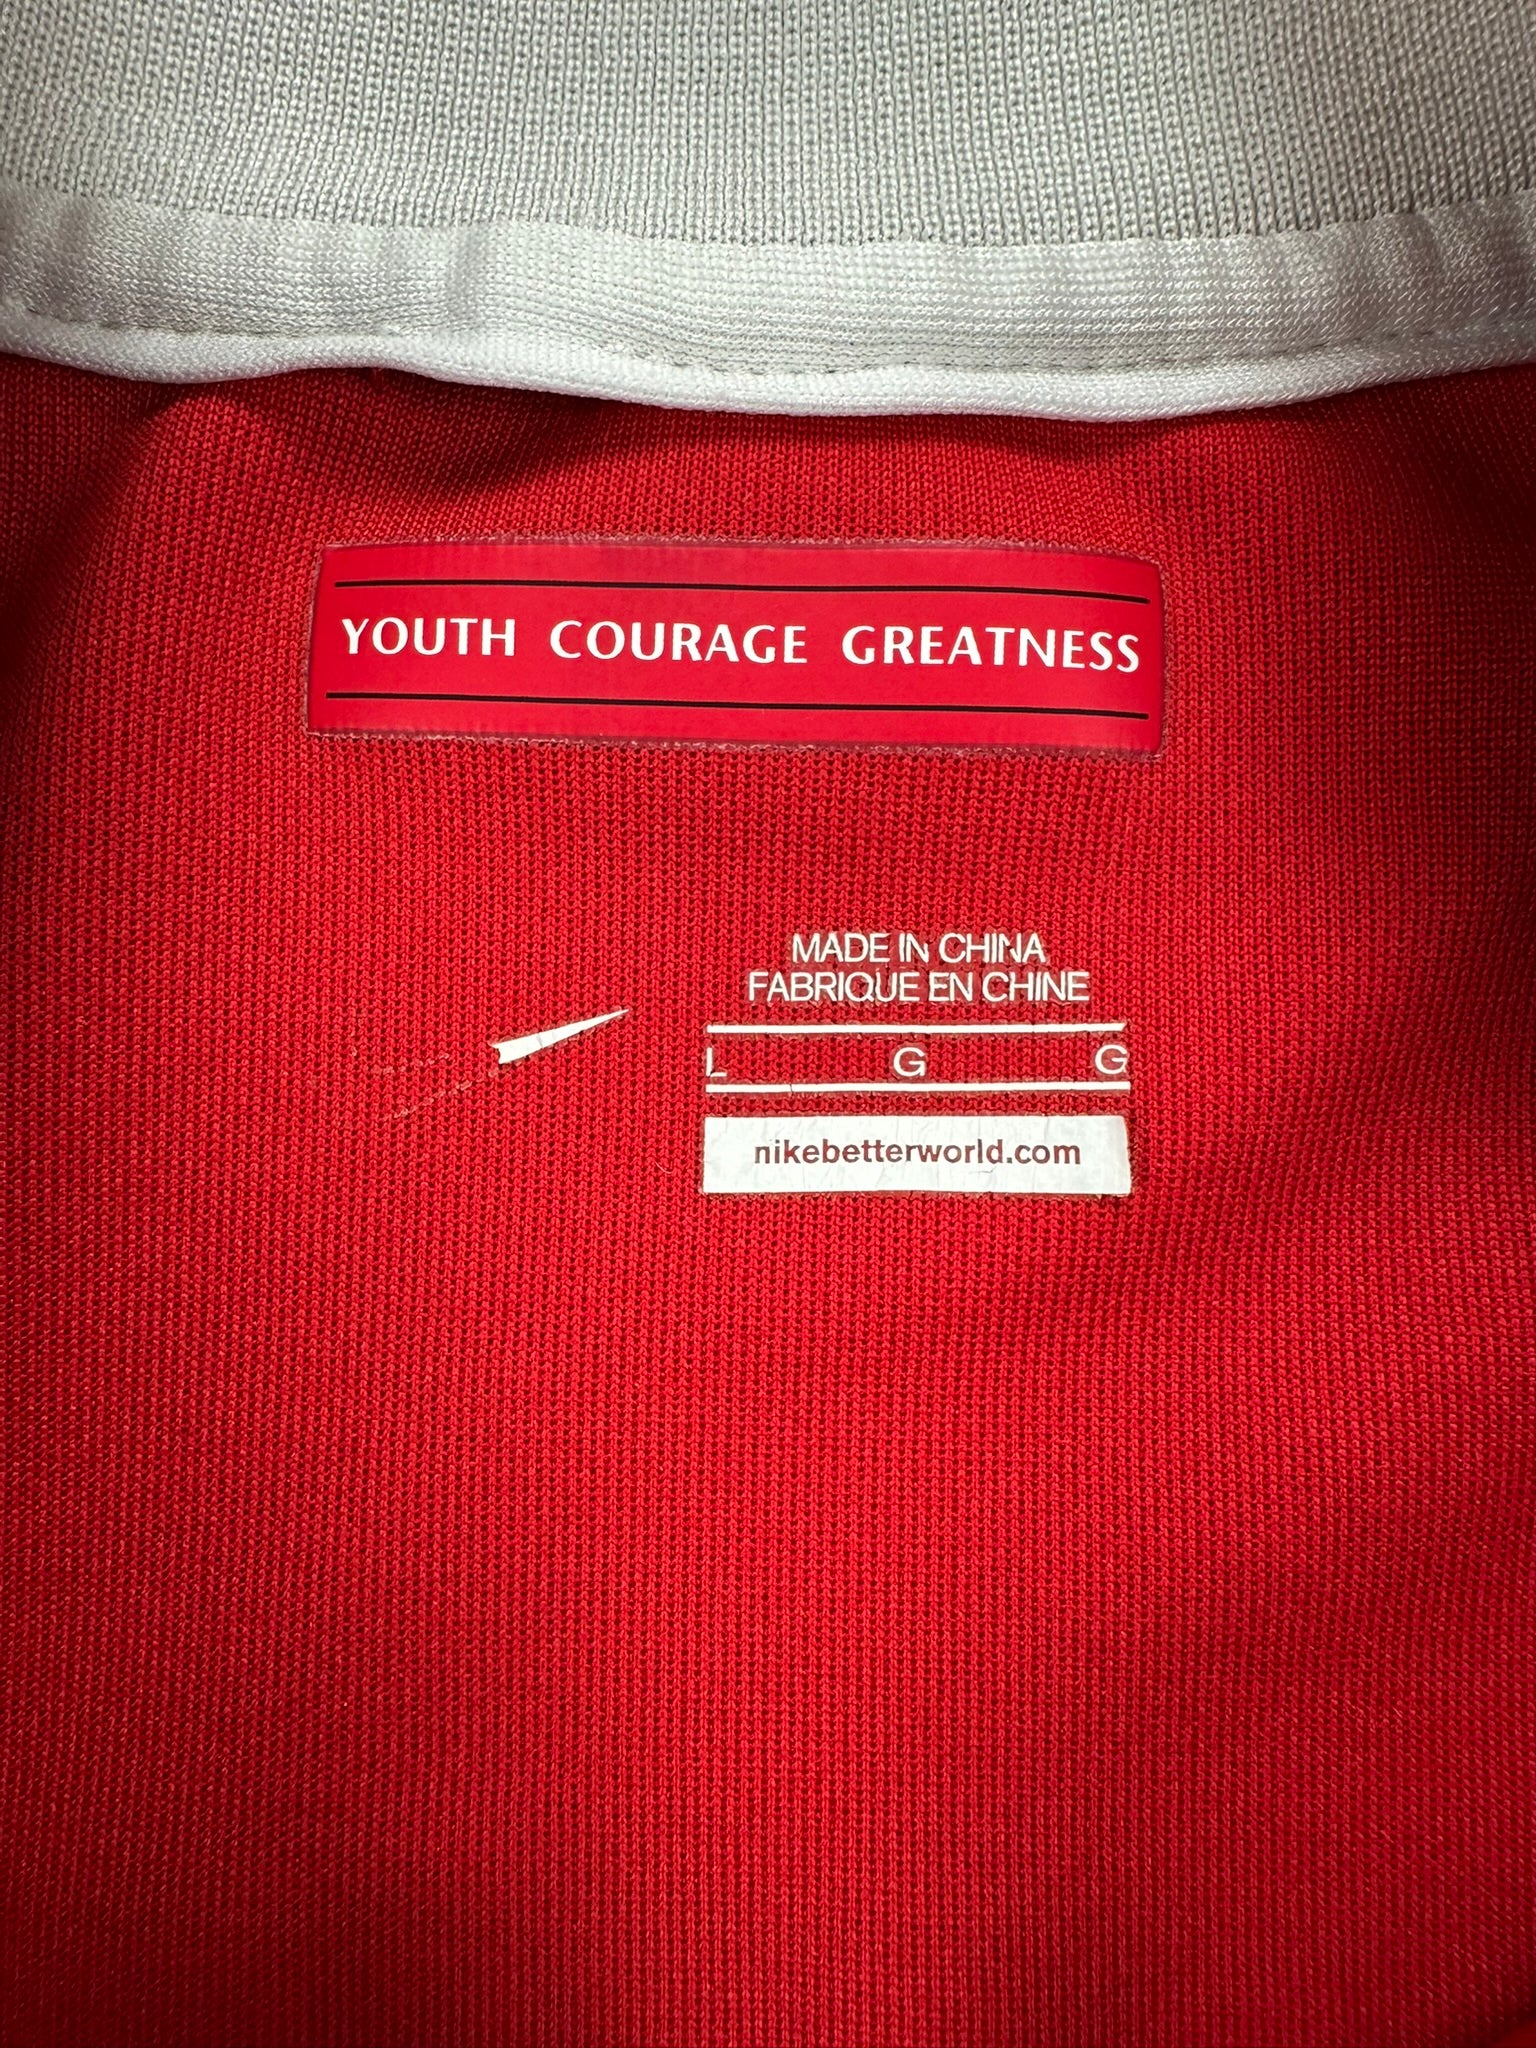 YOUTH COURAGE GREATNESS
MADE IN CHINA
FABRIQUE EN CHINE
L G G
nikebetterworld.com